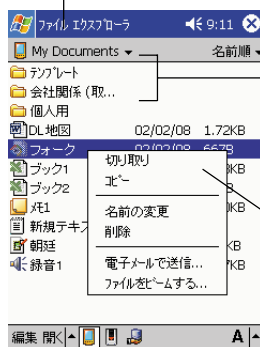 ファイル エクスプローラ 9:11
My Documents 名前順
テンプレート
会社関係 (取...
個人用
DL地図 02/02/08 1.72KB
フォーク 02/02/08 667B
切り取り
コピー
名前の変更
削除
電子メールで送信...
ファイルをビームする...
ブック1 KB
ブック2
メモ1 KB
新規テキス
朝廷 KB
録音1 KB
編集 開く A